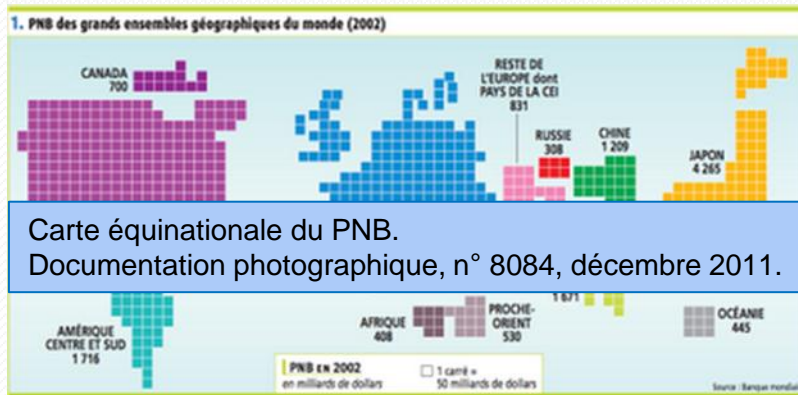 1. PNB des grands ensembles géographiques du monde (2002)
CANADA
700
RESTE DE
L'EUROPE dont
PAYS DE LA CEI
831
RUSSIE
308
CHINE
1 209
JAPON
4 265
Carte équinationale du PNB.
Documentation photographique, n° 8084, décembre 2011.
1 671
AMÉRIQUE
CENTRE ET SUD
1 716
AFRIQUE
408
PROCHE-
ORIENT
530
OCÉANIE
445
PNB EN 2002
en milliards de dollars
1 carré =
50 milliards de dollars
Source : Banque mondiale